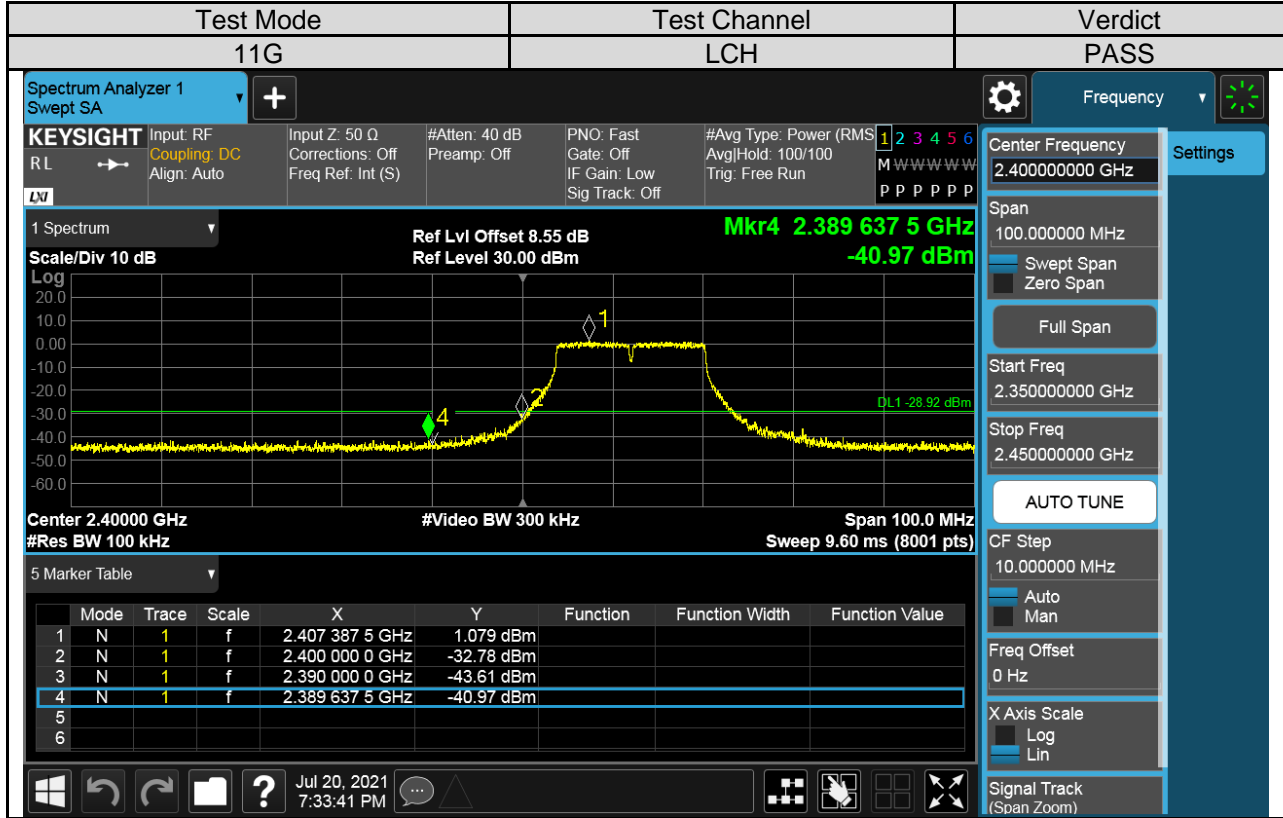 Test Mode Test Channel Verdict
11G LCH PASS
Spectrum Analyzer 1
Swept SA
+
Frequency
KEYSIGHT
RL
LXI
Input: RF
Coupling: DC
Align: Auto
Input Z: 50 Ω
Corrections: Off
Freq Ref: Int (S)
#Atten: 40 dB
Preamp: Off
PNO: Fast
Gate: Off
IF Gain: Low
Sig Track: Off
#Avg Type: Power (RMS
Avg|Hold: 100/100
Trig: Free Run
1 2 3 4 5 6
M W W W W W
P P P P P P
1 Spectrum
Scale/Div 10 dB
Ref Lvl Offset 8.55 dB
Ref Level 30.00 dBm
Mkr4 2.389 637 5 GHz
-40.97 dBm
Log
20.0
10.0
0.00
-10.0
-20.0
-30.0
-40.0
-50.0
-60.0
1
2
4
DL1 -28.92 dBm
Center 2.40000 GHz #Video BW 300 kHz Span 100.0 MHz
#Res BW 100 kHz Sweep 9.60 ms (8001 pts)
5 Marker Table
Mode Trace Scale X Y Function Function Width Function Value
1 N 1 f 2.407 387 5 GHz 1.079 dBm
2 N 1 f 2.400 000 0 GHz -32.78 dBm
3 N 1 f 2.390 000 0 GHz -43.61 dBm
4 N 1 f 2.389 637 5 GHz -40.97 dBm
5
6
?
Jul 20, 2021
7:33:41 PM
Settings
Center Frequency
2.400000000 GHz
Span
100.000000 MHz
Swept Span
Zero Span
Full Span
Start Freq
2.350000000 GHz
Stop Freq
2.450000000 GHz
AUTO TUNE
CF Step
10.000000 MHz
Auto
Man
Freq Offset
0 Hz
X Axis Scale
Log
Lin
Signal Track
(Span Zoom)